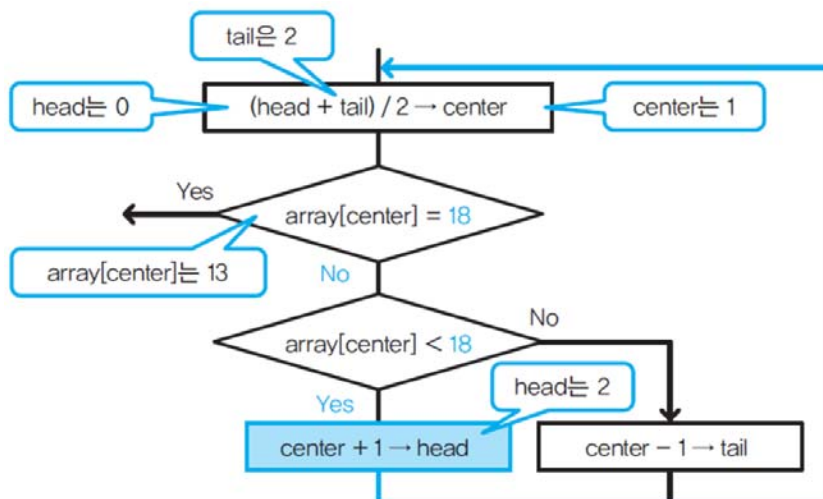 tail은 2
head는 0
(head + tail) / 2 → center
center는 1
Yes
array[center] = 18
array[center]는 13
No
array[center] < 18
No
head는 2
Yes
center + 1 → head
center − 1 → tail